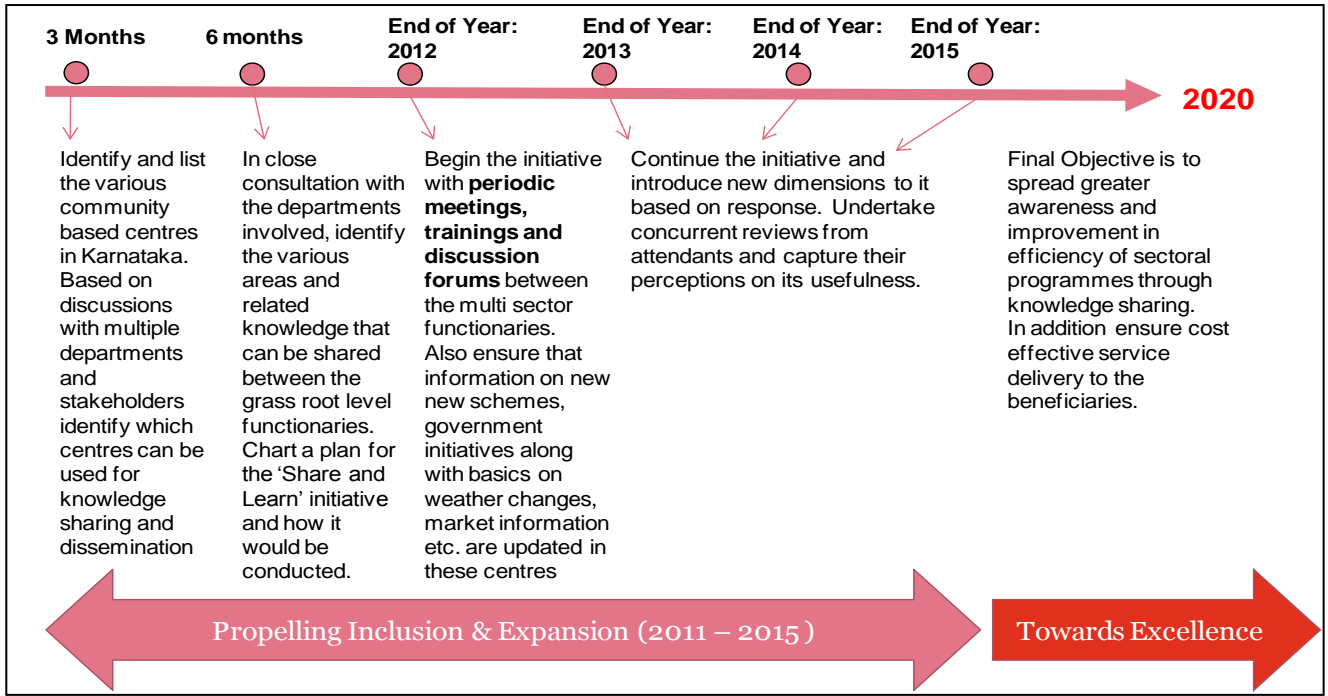 3 Months
6 months
End of Year:
2012
End of Year:
2013
End of Year:
2014
End of Year:
2015
2020
Identify and list
the various
community
based centres
in Karnataka.
Based on
discussions
with multiple
departments
and
stakeholders
identify which
centres can be
used for
knowledge
sharing and
dissemination
In close
consultation with
the departments
involved, identify
the various
areas and
related
knowledge that
can be shared
between the
grass root level
functionaries.
Chart a plan for
the ‘Share and
Learn’ initiative
and how it
would be
conducted.
Begin the initiative
with periodic
meetings,
trainings and
discussion
forums between
the multi sector
functionaries.
Also ensure that
information on new
new schemes,
government
initiatives along
with basics on
weather changes,
market information
etc. are updated in
these centres
Continue the initiative and
introduce new dimensions to it
based on response. Undertake
concurrent reviews from
attendants and capture their
perceptions on its usefulness.
Final Objective is to
spread greater
awareness and
improvement in
efficiency of sectoral
programmes through
knowledge sharing.
In addition ensure cost
effective service
delivery to the
beneficiaries.
Propelling Inclusion & Expansion (2011 – 2015 )
Towards Excellence